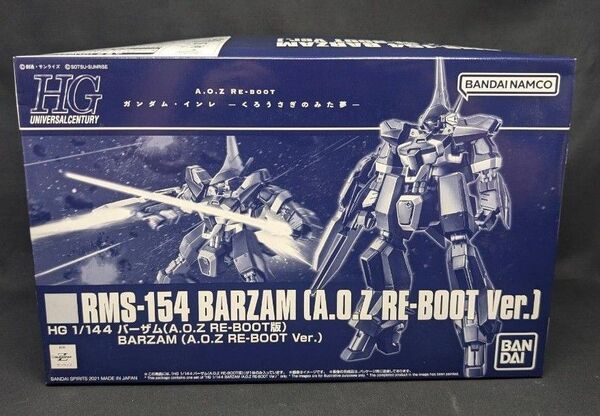 ©創通・サンライズ ©SOTSU・SUNRISE
HG
UNIVERSAL CENTURY
A.O.Z RE-BOOT
ガンダム・インレ ―くろうさぎのみた夢―
BANDAI NAMCO
RMS-154 BARZAM (A.O.Z RE-BOOT Ver.)
HG 1/144 バーザム(A.O.Z RE-BOOT版)
BARZAM (A.O.Z RE-BOOT Ver.)
BAN
DAI
BANDAI SPIRITS 2021 MADE IN JAPAN